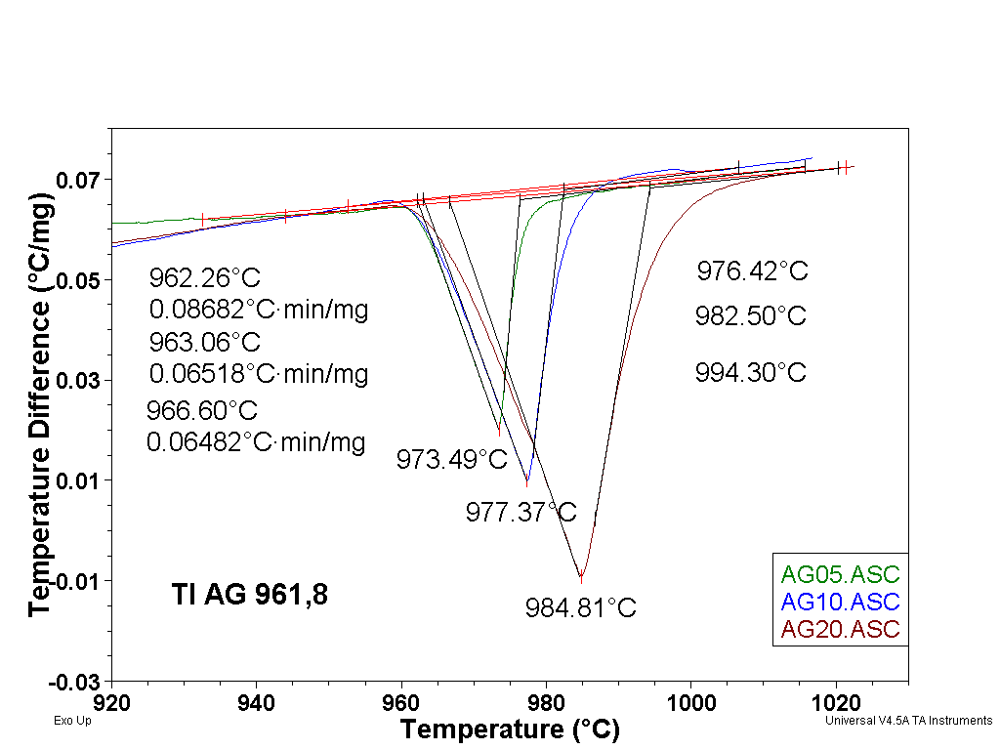 0.07
0.05
0.03
0.01
-0.01
-0.03
Temperature Difference (°C/mg)
962.26°C
0.08682°C·min/mg
963.06°C
0.06518°C·min/mg
966.60°C
0.06482°C·min/mg
976.42°C
982.50°C
994.30°C
973.49°C
977.37°C
984.81°C
TI AG 961,8
AG05.ASC
AG10.ASC
AG20.ASC
920 940 960 980 1000 1020
Exo Up
Temperature (°C)
Universal V4.5A TA Instruments